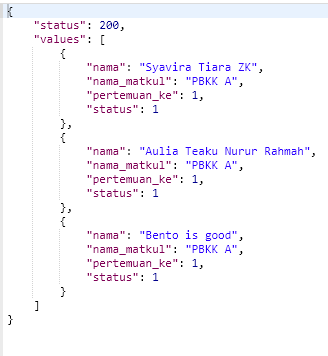 {
    "status": 200,
    "values": [
        {
            "nama": "Syavira Tiara ZK",
            "nama_matkul": "PBKK A",
            "pertemuan_ke": 1,
            "status": 1
        },
        {
            "nama": "Aulia Teaku Nurur Rahmah",
            "nama_matkul": "PBKK A",
            "pertemuan_ke": 1,
            "status": 1
        },
        {
            "nama": "Bento is good",
            "nama_matkul": "PBKK A",
            "pertemuan_ke": 1,
            "status": 1
        }
    ]
}